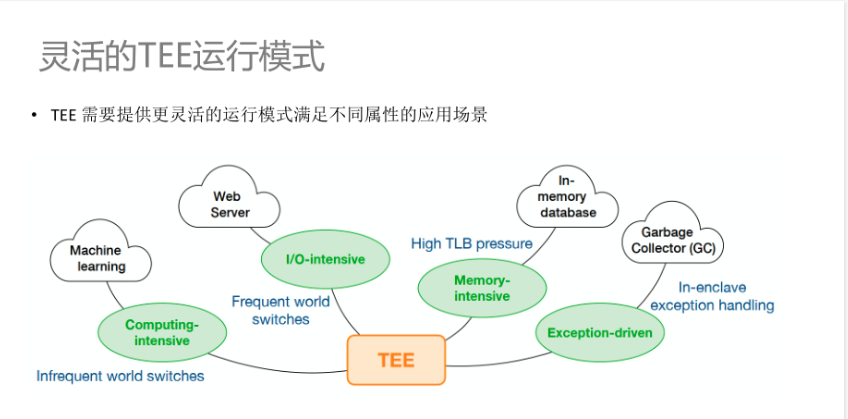 灵活的TEE运行模式
• TEE 需要提供更灵活的运行模式满足不同属性的应用场景
Machine
learning
Web
Server
In-
memory
database
Garbage
Collector (GC)
Computing-
intensive
I/O-intensive
Memory-
intensive
Exception-driven
Infrequent world switches
Frequent world
switches
High TLB pressure
In-enclave
exception handling
TEE